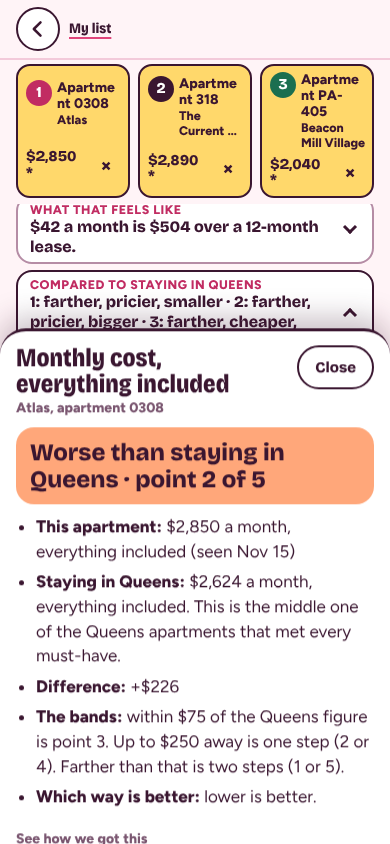 My list
1
Apartme
nt 0308
Atlas
$2,850
*
×
2
Apartme
nt 318
The
Current ...
$2,890
*
×
3
Apartme
nt PA-
405
Beacon
Mill Village
$2,040
*
×
WHAT THAT FEELS LIKE
$42 a month is $504 over a 12-month
lease.
COMPARED TO STAYING IN QUEENS
1: farther, pricier, smaller · 2: farther,
pricier, bigger · 3: farther, cheaper,
Monthly cost,
everything included
Close
Atlas, apartment 0308
Worse than staying in
Queens · point 2 of 5
• This apartment: $2,850 a month,
everything included (seen Nov 15)
• Staying in Queens: $2,624 a month,
everything included. This is the middle one
of the Queens apartments that met every
must-have.
• Difference: +$226
• The bands: within $75 of the Queens figure
is point 3. Up to $250 away is one step (2 or
4). Farther than that is two steps (1 or 5).
• Which way is better: lower is better.
See how we got this